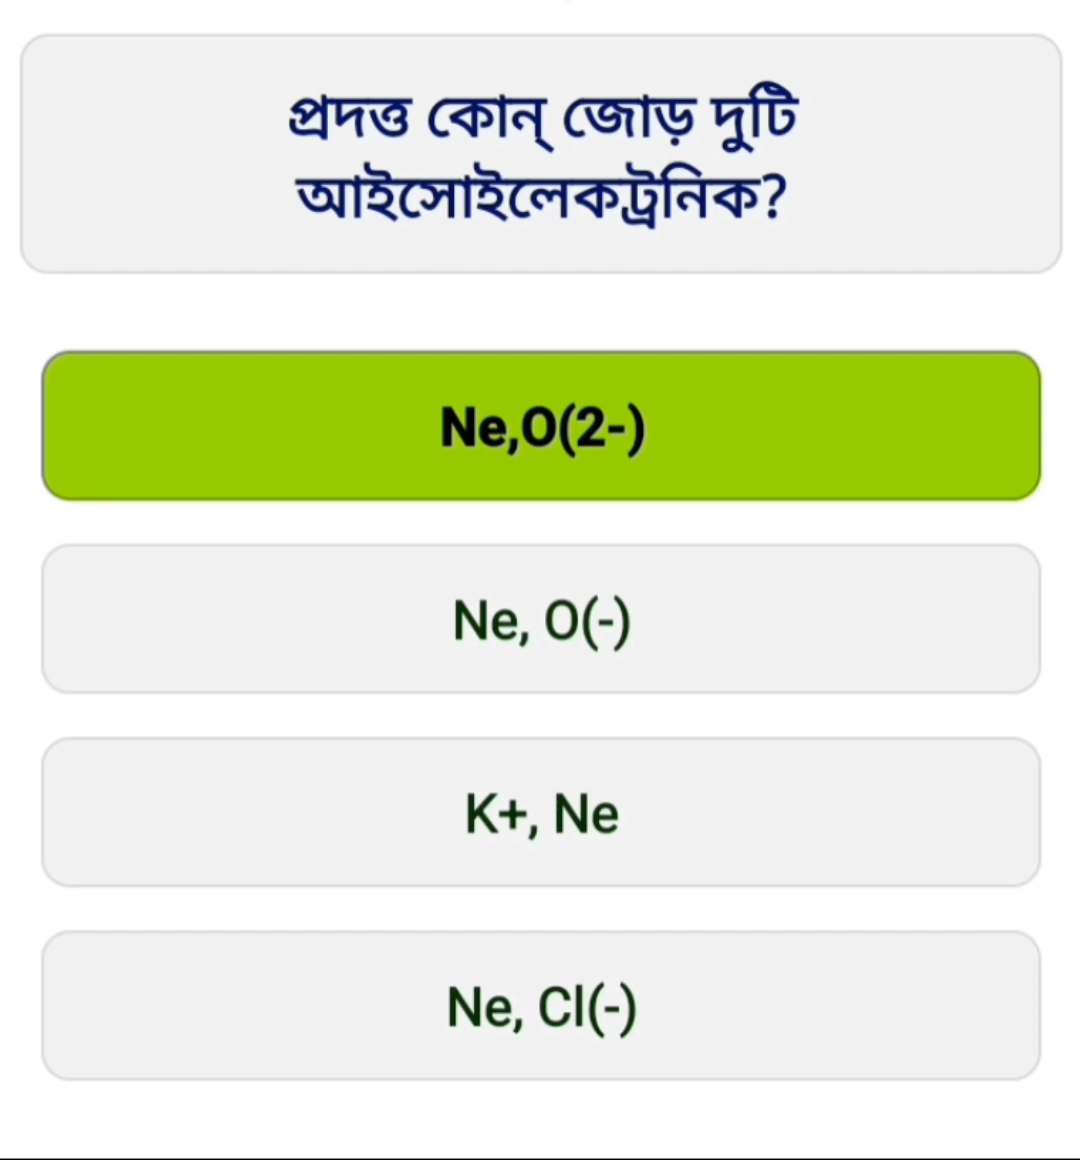 প্রদত্ত কোন্ জোড় দুটি
আইসোইলেকট্রনিক?
Ne,O(2-)
Ne, O(-)
K+, Ne
Ne, Cl(-)